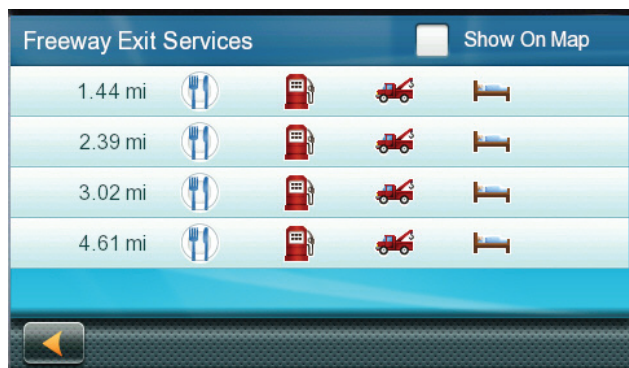 Freeway Exit Services Show On Map
1.44 mi
2.39 mi
3.02 mi
4.61 mi